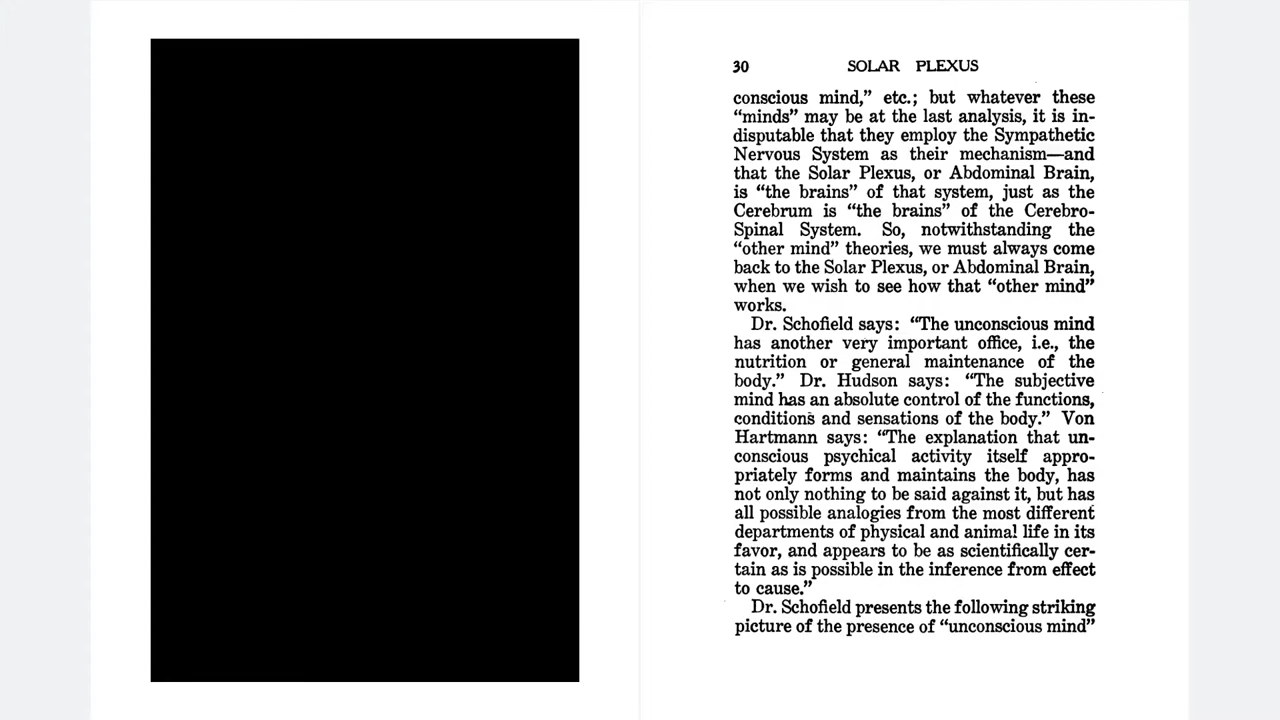 30 SOLAR PLEXUS
conscious mind,” etc.; but whatever these
“minds” may be at the last analysis, it is in-
disputable that they employ the Sympathetic
Nervous System as their mechanism—and
that the Solar Plexus, or Abdominal Brain,
is “the brains” of that system, just as the
Cerebrum is “the brains” of the Cerebro-
Spinal System. So, notwithstanding the
“other mind” theories, we must always come
back to the Solar Plexus, or Abdominal Brain,
when we wish to see how that “other mind”
works.
Dr. Schofield says: “The unconscious mind
has another very important office, i.e., the
nutrition or general maintenance of the
body.” Dr. Hudson says: “The subjective
mind has an absolute control of the functions,
conditions and sensations of the body.” Von
Hartmann says: “The explanation that un-
conscious psychical activity itself appro-
priately forms and maintains the body, has
not only nothing to be said against it, but has
all possible analogies from the most different
departments of physical and animal life in its
favor, and appears to be as scientifically cer-
tain as is possible in the inference from effect
to cause.”
Dr. Schofield presents the following striking
picture of the presence of “unconscious mind”